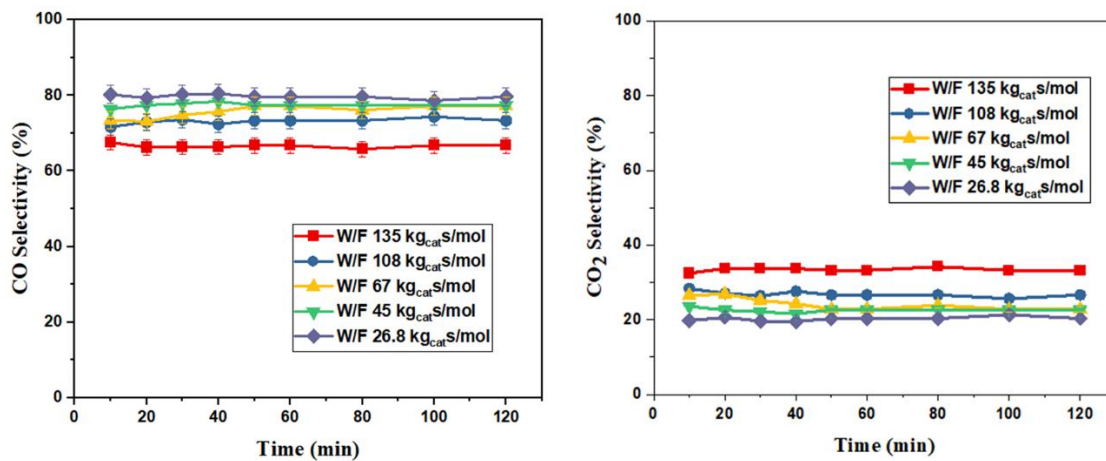 100
80
60
40
20
0
CO Selectivity (%)
W/F 135 kgcats/mol
W/F 108 kgcats/mol
W/F 67 kgcats/mol
W/F 45 kgcats/mol
W/F 26.8 kgcats/mol
0 20 40 60 80 100 120
Time (min)
100
80
60
40
20
0
CO2 Selectivity (%)
W/F 135 kgcats/mol
W/F 108 kgcats/mol
W/F 67 kgcats/mol
W/F 45 kgcats/mol
W/F 26.8 kgcats/mol
0 20 40 60 80 100 120
Time (min)